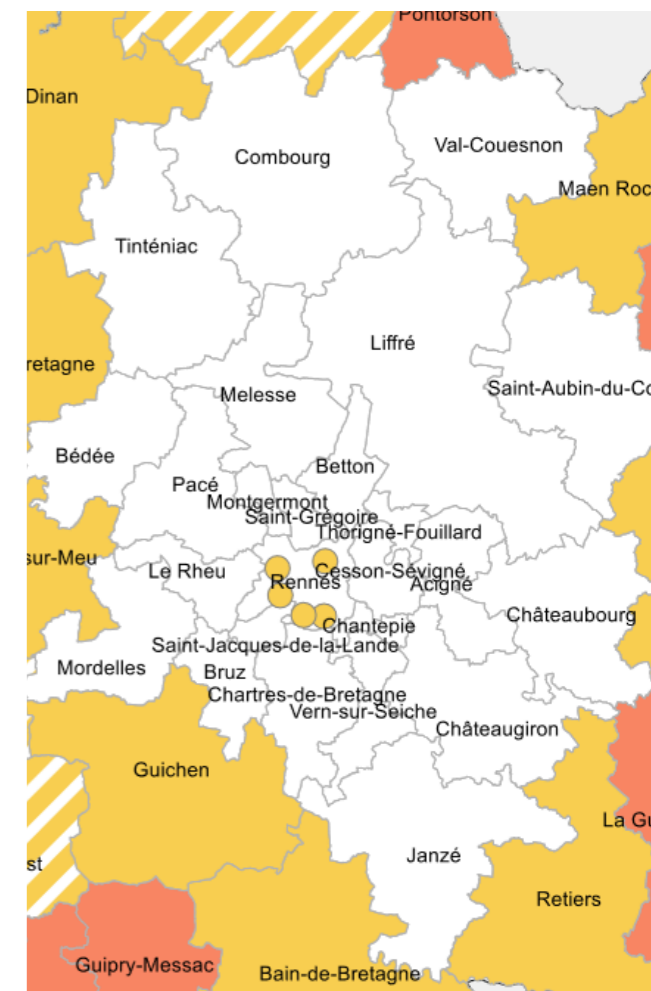 Pontorson
Dinan
Val-Couesnon
Combourg
Maen Roc
Tinténiac
Liffré
retagne
Saint-Aubin-du-Co
Melesse
Bédée
Betton
Pacé
Montgermont
Saint-Grégoire
Thorigné-Fouillard
sur-Meu
Le Rheu
Cesson-Sévigné
Rennes
Acigné
Châteaubourg
Chantepie
Saint-Jacques-de-la-Lande
Mordelles
Bruz
Chartres-de-Bretagne
Vern-sur-Seiche
Châteaugiron
Guichen
La Gu
Janzé
st
Retiers
Guipry-Messac
Bain-de-Bretagne